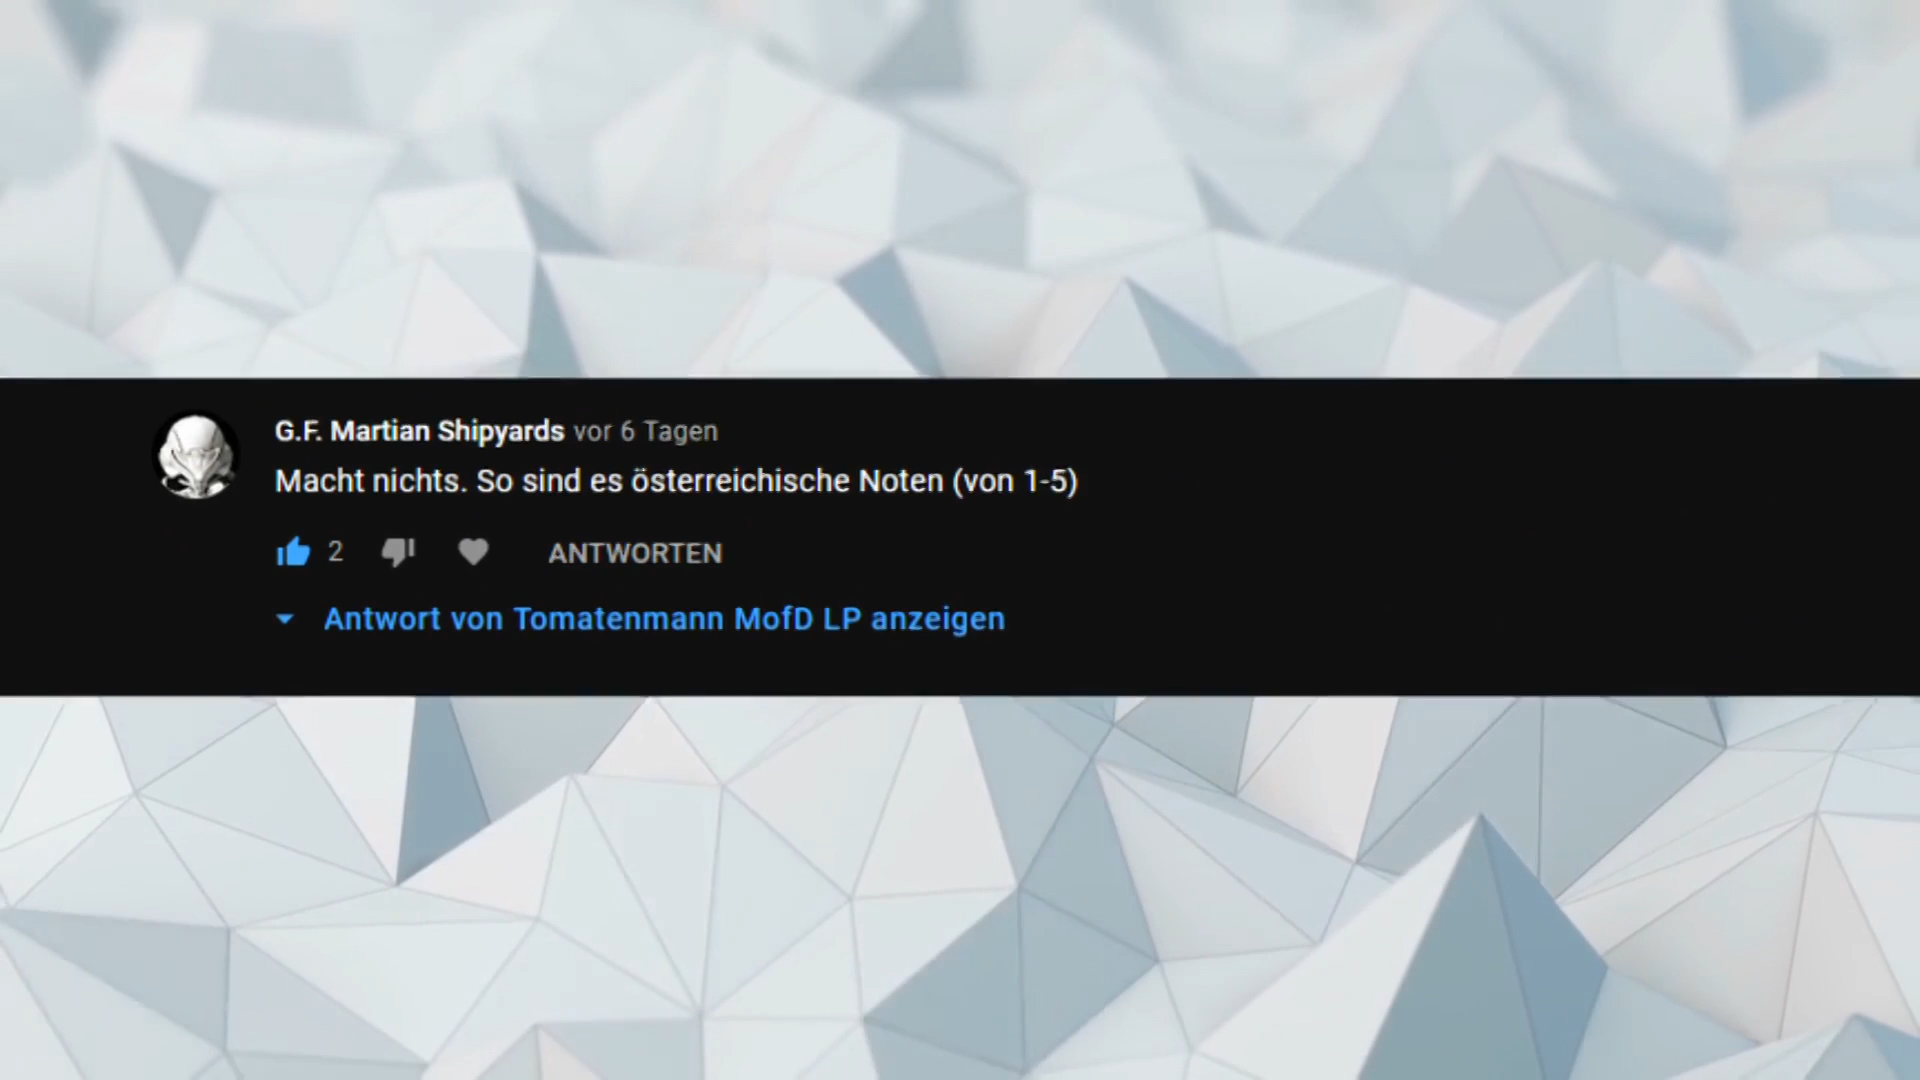 G.F. Martian Shipyards vor 6 Tagen
Macht nichts. So sind es österreichische Noten (von 1-5)
2 ANTWORTEN
Antwort von Tomatenmann MofD LP anzeigen